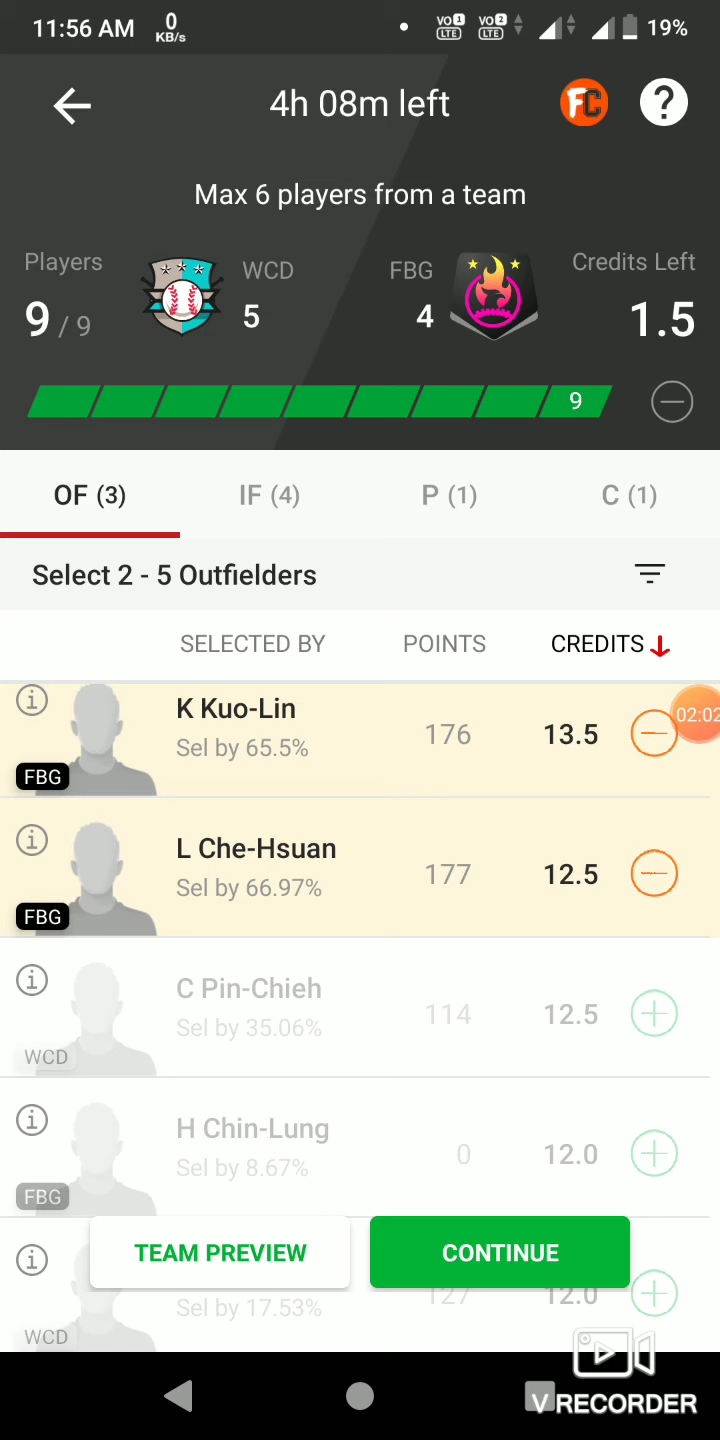 11:56 AM 0 KB/s VO 1 LTE VO 2 LTE 19%
4h 08m left FC ?
Max 6 players from a team
Players WCD FBG Credits Left
9 / 9 5 4 1.5
9
OF (3) IF (4) P (1) C (1)
Select 2 - 5 Outfielders
SELECTED BY POINTS CREDITS
K Kuo-Lin
Sel by 65.5% 176 13.5
02:02
FBG
L Che-Hsuan
Sel by 66.97% 177 12.5
FBG
C Pin-Chieh
Sel by 35.06% 114 12.5
WCD
H Chin-Lung
Sel by 8.67% 0 12.0
FBG
TEAM PREVIEW CONTINUE
Sel by 17.53% 127 12.0
WCD
V RECORDER